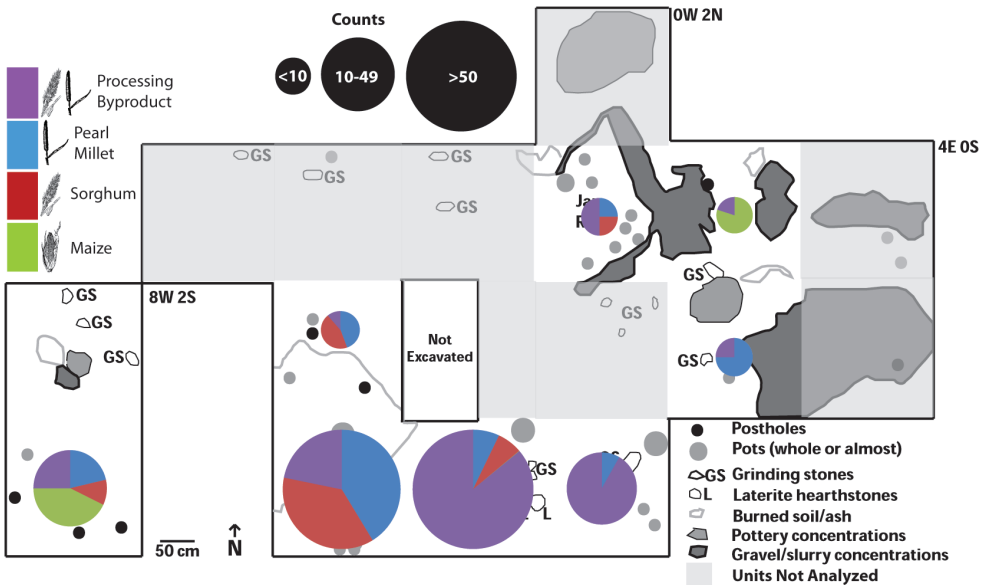 Counts
<10
10-49
>50
0W 2N
Processing
Byproduct
Pearl
Millet
Sorghum
Maize
4E 0S
GS
GS
GS
GS
Ja
R
GS
8W 2S
GS
GS
GS
GS
Not
Excavated
GS
GS
GS
L
50 cm
N
Postholes
Pots (whole or almost)
GS Grinding stones
L Laterite hearthstones
Burned soil/ash
Pottery concentrations
Gravel/slurry concentrations
Units Not Analyzed